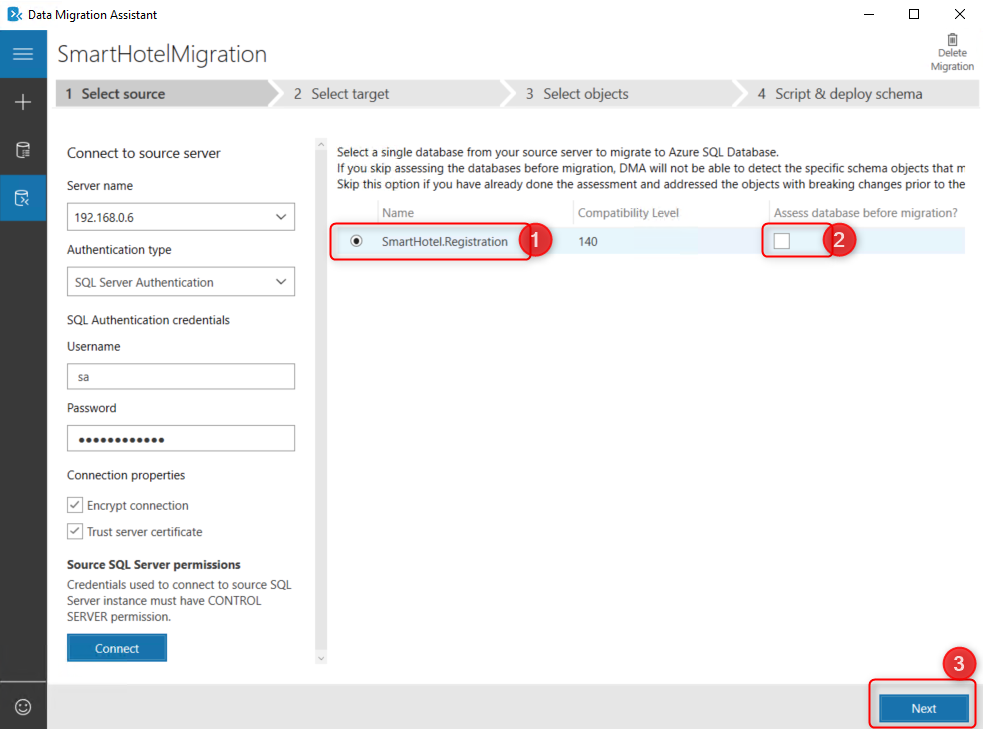 Data Migration Assistant
SmartHotelMigration
Delete
Migration
1 Select source
2 Select target
3 Select objects
4 Script & deploy schema
Connect to source server
Server name
192.168.0.6
Authentication type
SQL Server Authentication
SQL Authentication credentials
Username
sa
Password
●●●●●●●●●●●●
Connection properties
Encrypt connection
Trust server certificate
Source SQL Server permissions
Credentials used to connect to source SQL
Server instance must have CONTROL
SERVER permission.
Connect
Select a single database from your source server to migrate to Azure SQL Database.
If you skip assessing the databases before migration, DMA will not be able to detect the specific schema objects that m
Skip this option if you have already done the assessment and addressed the objects with breaking changes prior to the
Name Compatibility Level Assess database before migration?
SmartHotel.Registration 1 140 2
3
Next